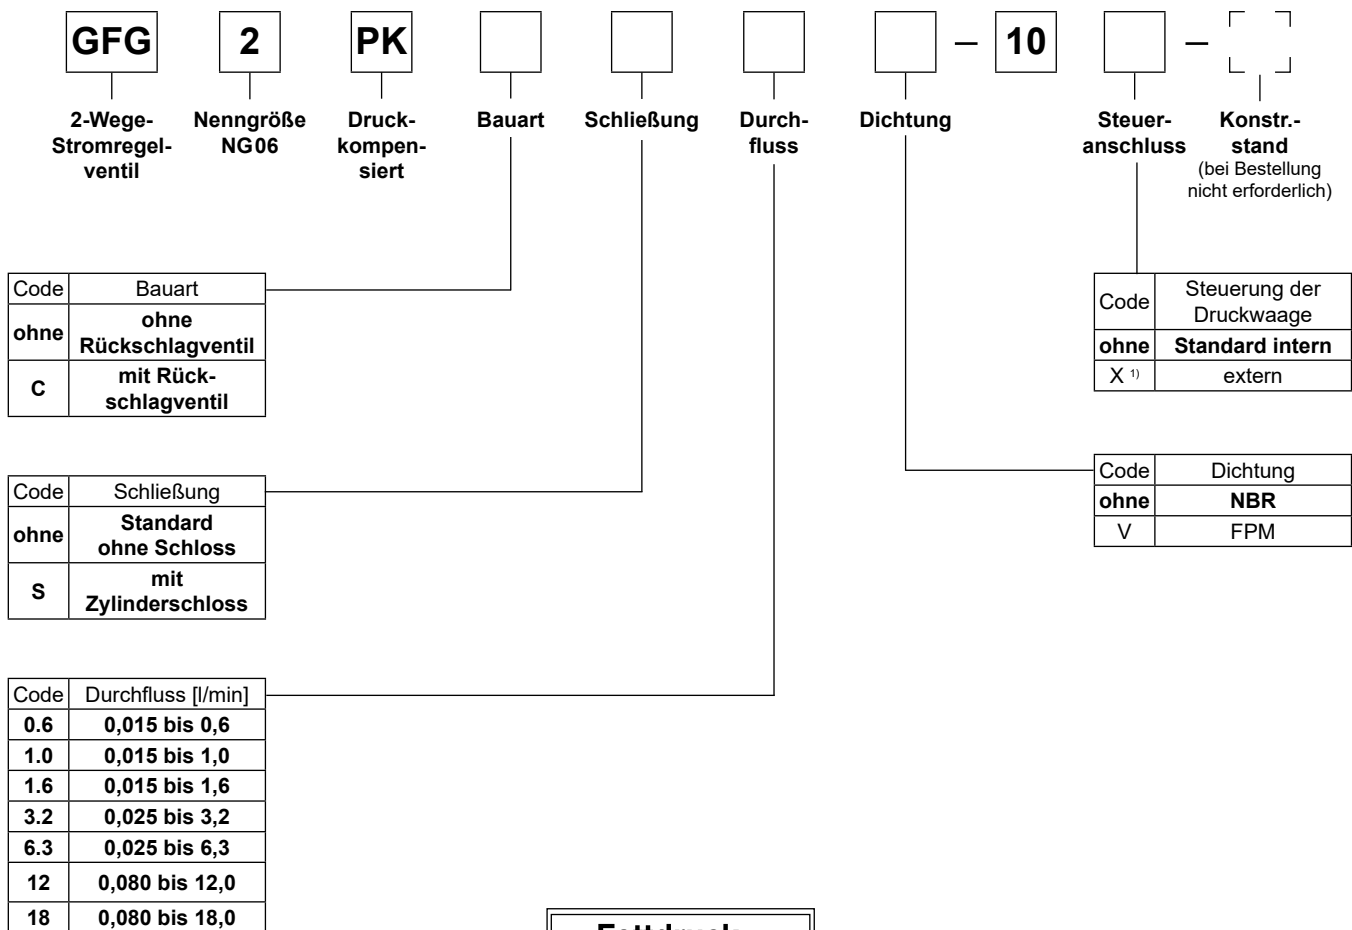 GFG 2 PK – 10 –
2-Wege- Nenngröße Druck- Bauart Schließung Durch- Dichtung Steuer- Konstr.-
Stromregel- NG06 kompen- fluss anschluss stand
ventil siert (bei Bestellung
nicht erforderlich)
Code Bauart
ohne ohne
Rückschlagventil
C mit Rück-
schlagventil
Code Steuerung der
Druckwaage
ohne Standard intern
X 1) extern
Code Schließung
ohne Standard
ohne Schloss
S mit
Zylinderschloss
Code Dichtung
ohne NBR
V FPM
Code Durchfluss [l/min]
0.6 0,015 bis 0,6
1.0 0,015 bis 1,0
1.6 0,015 bis 1,6
3.2 0,025 bis 3,2
6.3 0,025 bis 6,3
12 0,080 bis 12,0
18 0,080 bis 18,0